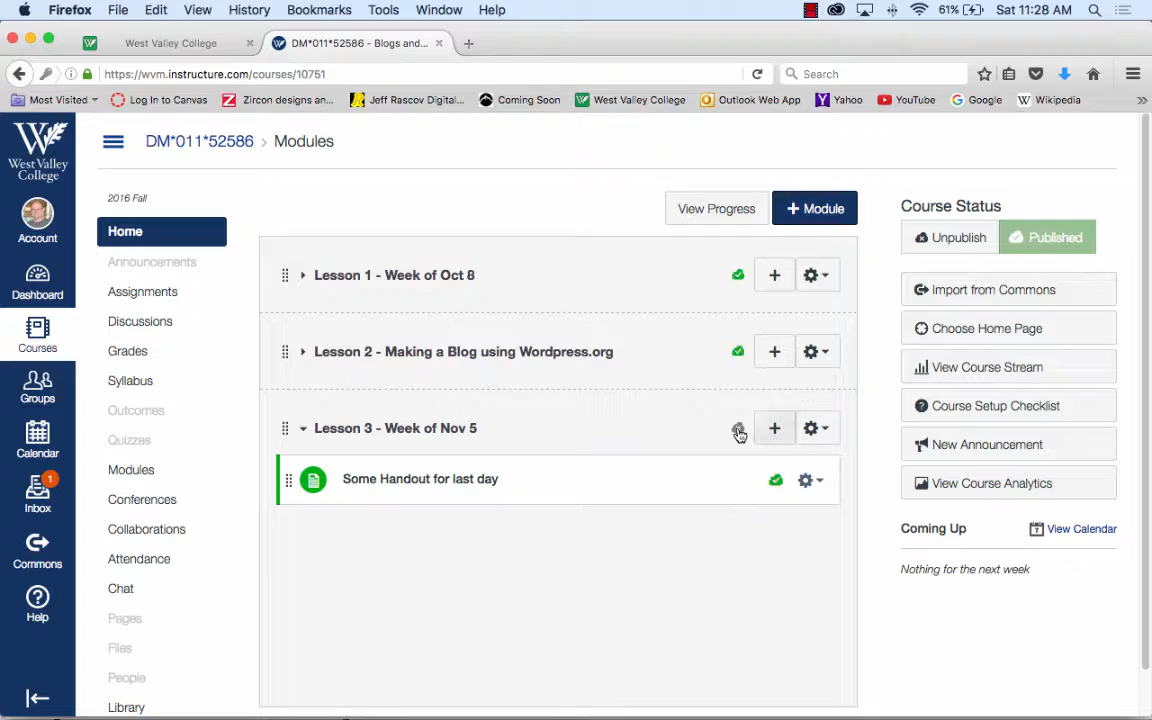 Firefox File Edit View History Bookmarks Tools Window Help 61% Sat 11:28 AM
West Valley College
DM*011*52586 - Blogs and...
https://wvm.instructure.com/courses/10751
Search
Most Visited Log In to Canvas Zircon designs an... Jeff Rascov Digital... Coming Soon West Valley College Outlook Web App Yahoo YouTube Google Wikipedia
West Valley College
Account
Dashboard
Courses
Groups
Calendar
1
Inbox
Commons
Help
DM*011*52586 > Modules
2016 Fall
Home
Announcements
Assignments
Discussions
Grades
Syllabus
Outcomes
Quizzes
Modules
Conferences
Collaborations
Attendance
Chat
Pages
Files
People
Library
View Progress + Module
Lesson 1 - Week of Oct 8
Lesson 2 - Making a Blog using Wordpress.org
Lesson 3 - Week of Nov 5
Some Handout for last day
Course Status
Unpublish Published
Import from Commons
Choose Home Page
View Course Stream
Course Setup Checklist
New Announcement
View Course Analytics
Coming Up View Calendar
Nothing for the next week